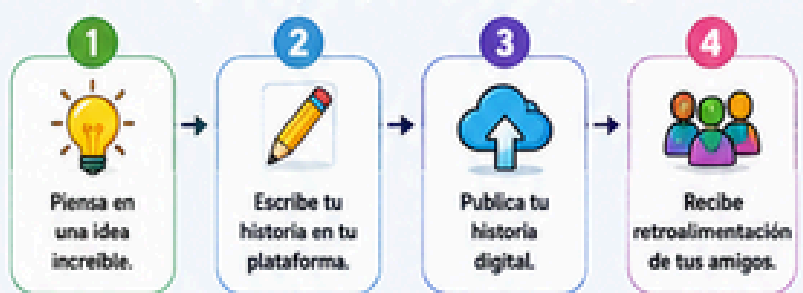 1
Piensa en
una idea
increíble.
2
Escribe tu
historia en tu
plataforma.
3
Publica tu
historia
digital.
4
Recibe
retroalimentación
de tus amigos.